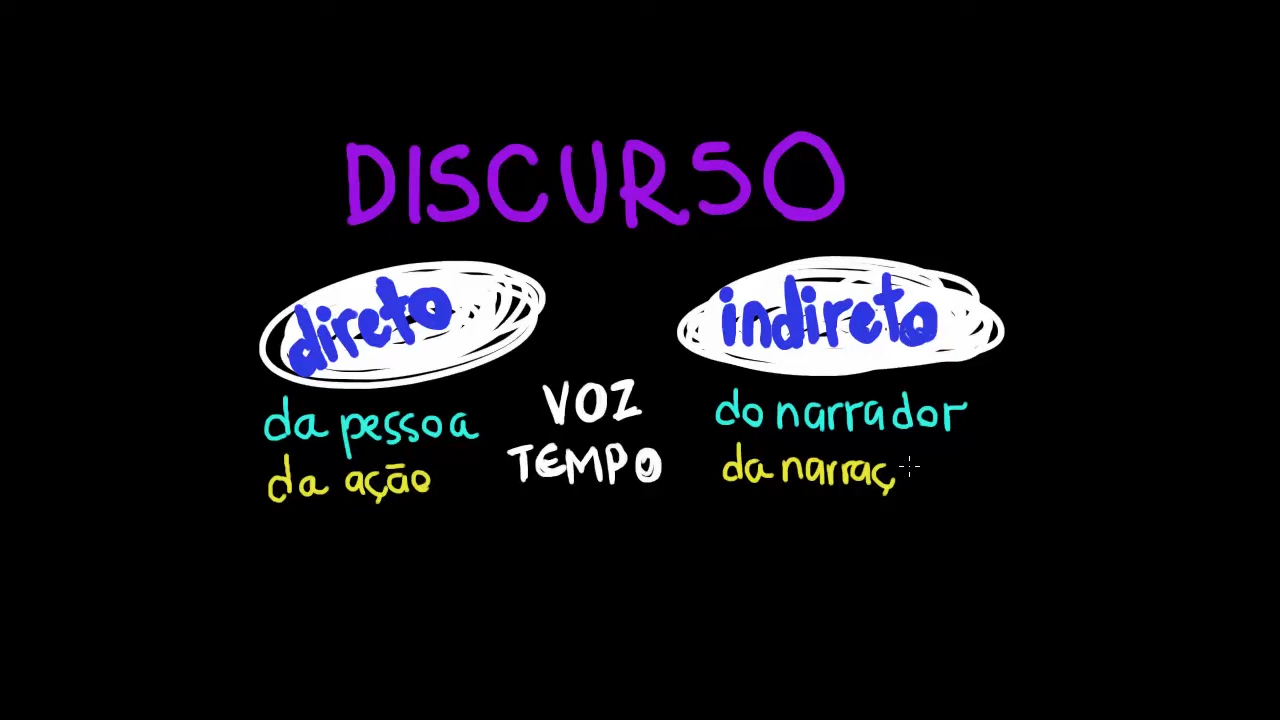 DISCURSO
direto indireto
da pessoa VOZ do narrador
da ação TEMPO da narraç